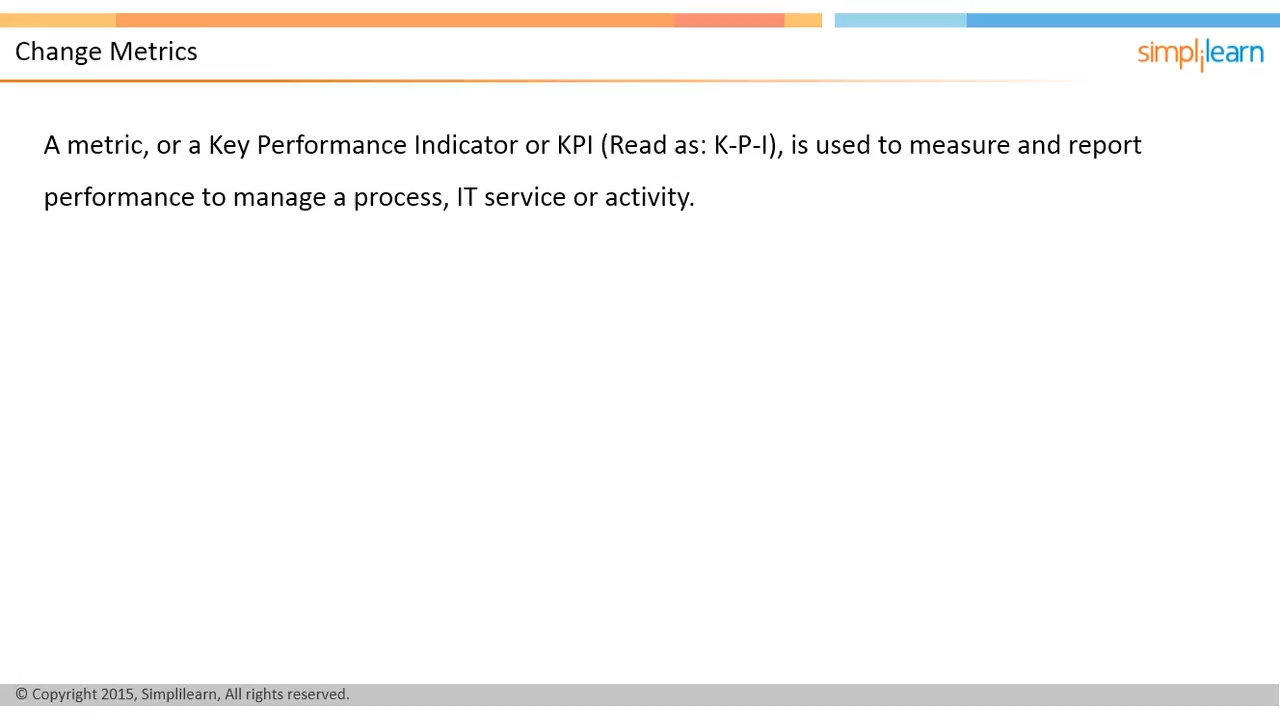 Change Metrics
simplilearn
A metric, or a Key Performance Indicator or KPI (Read as: K-P-I), is used to measure and report
performance to manage a process, IT service or activity.
© Copyright 2015, Simplilearn, All rights reserved.